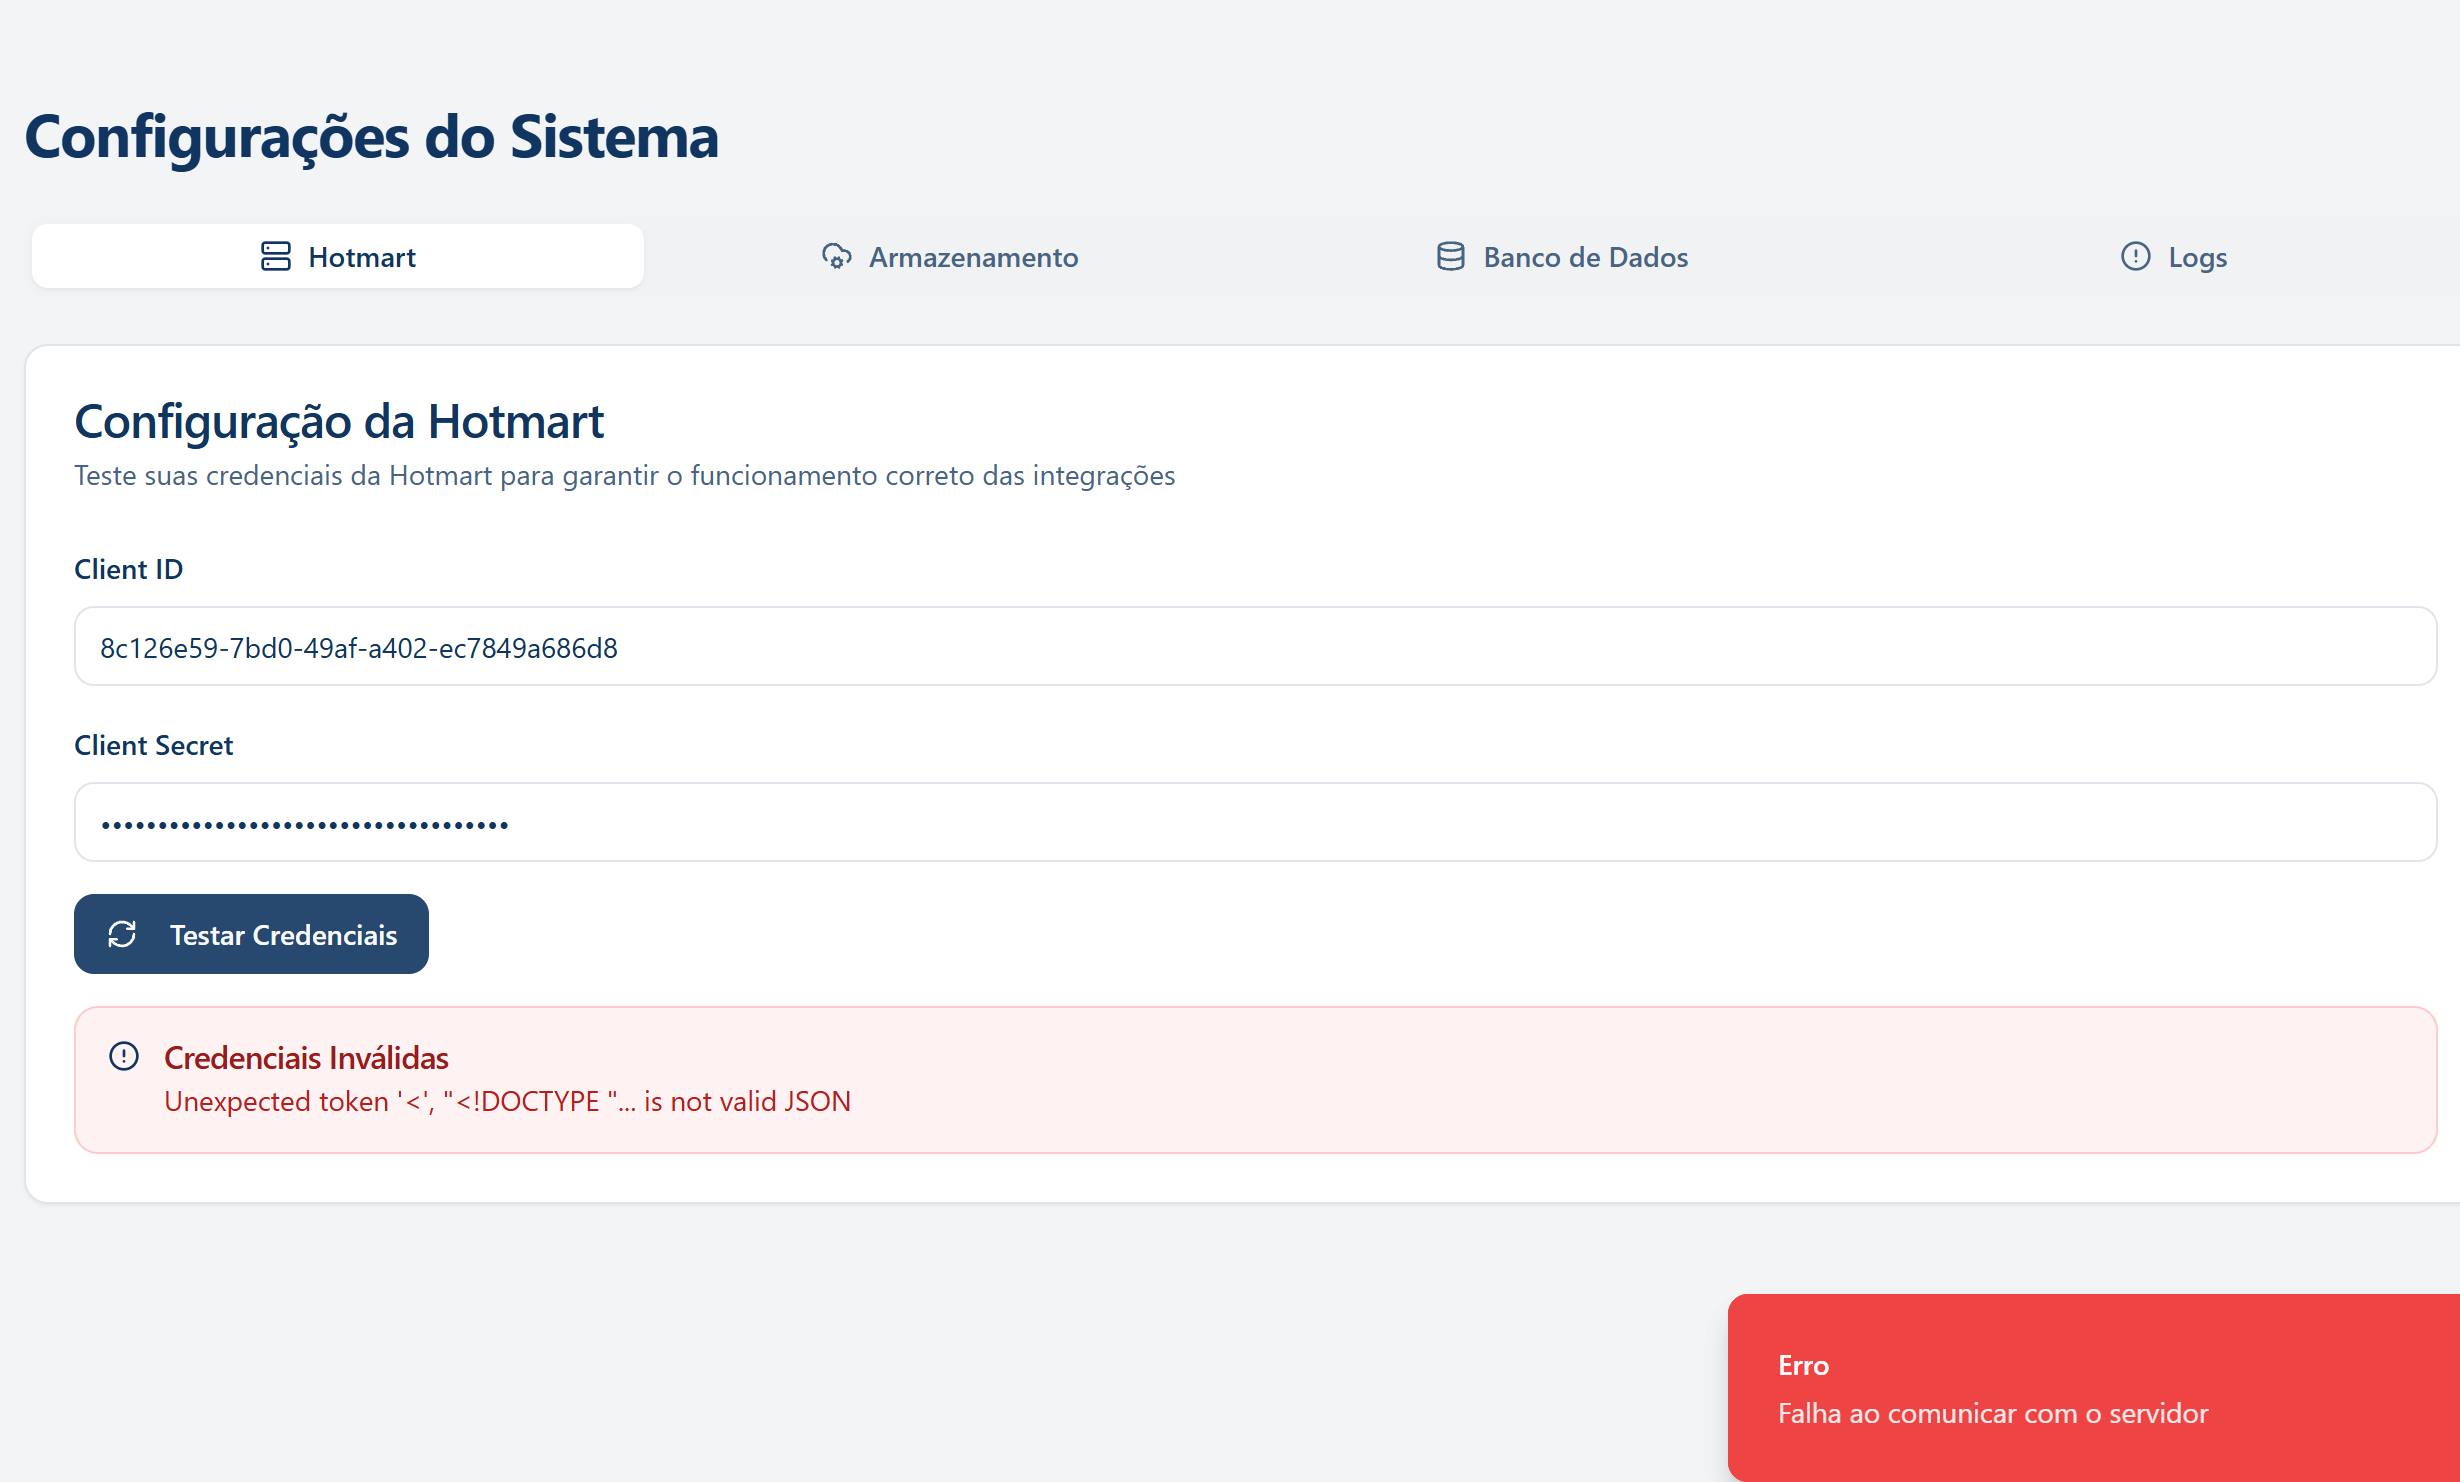 Configurações do Sistema
Hotmart
Armazenamento
Banco de Dados
Logs
Configuração da Hotmart
Teste suas credenciais da Hotmart para garantir o funcionamento correto das integrações
Client ID
8c126e59-7bd0-49af-a402-ec7849a686d8
Client Secret
••••••••••••••••••••••••••••••••••••
Testar Credenciais
Credenciais Inválidas
Unexpected token '<', "<!DOCTYPE "... is not valid JSON
Erro
Falha ao comunicar com o servidor